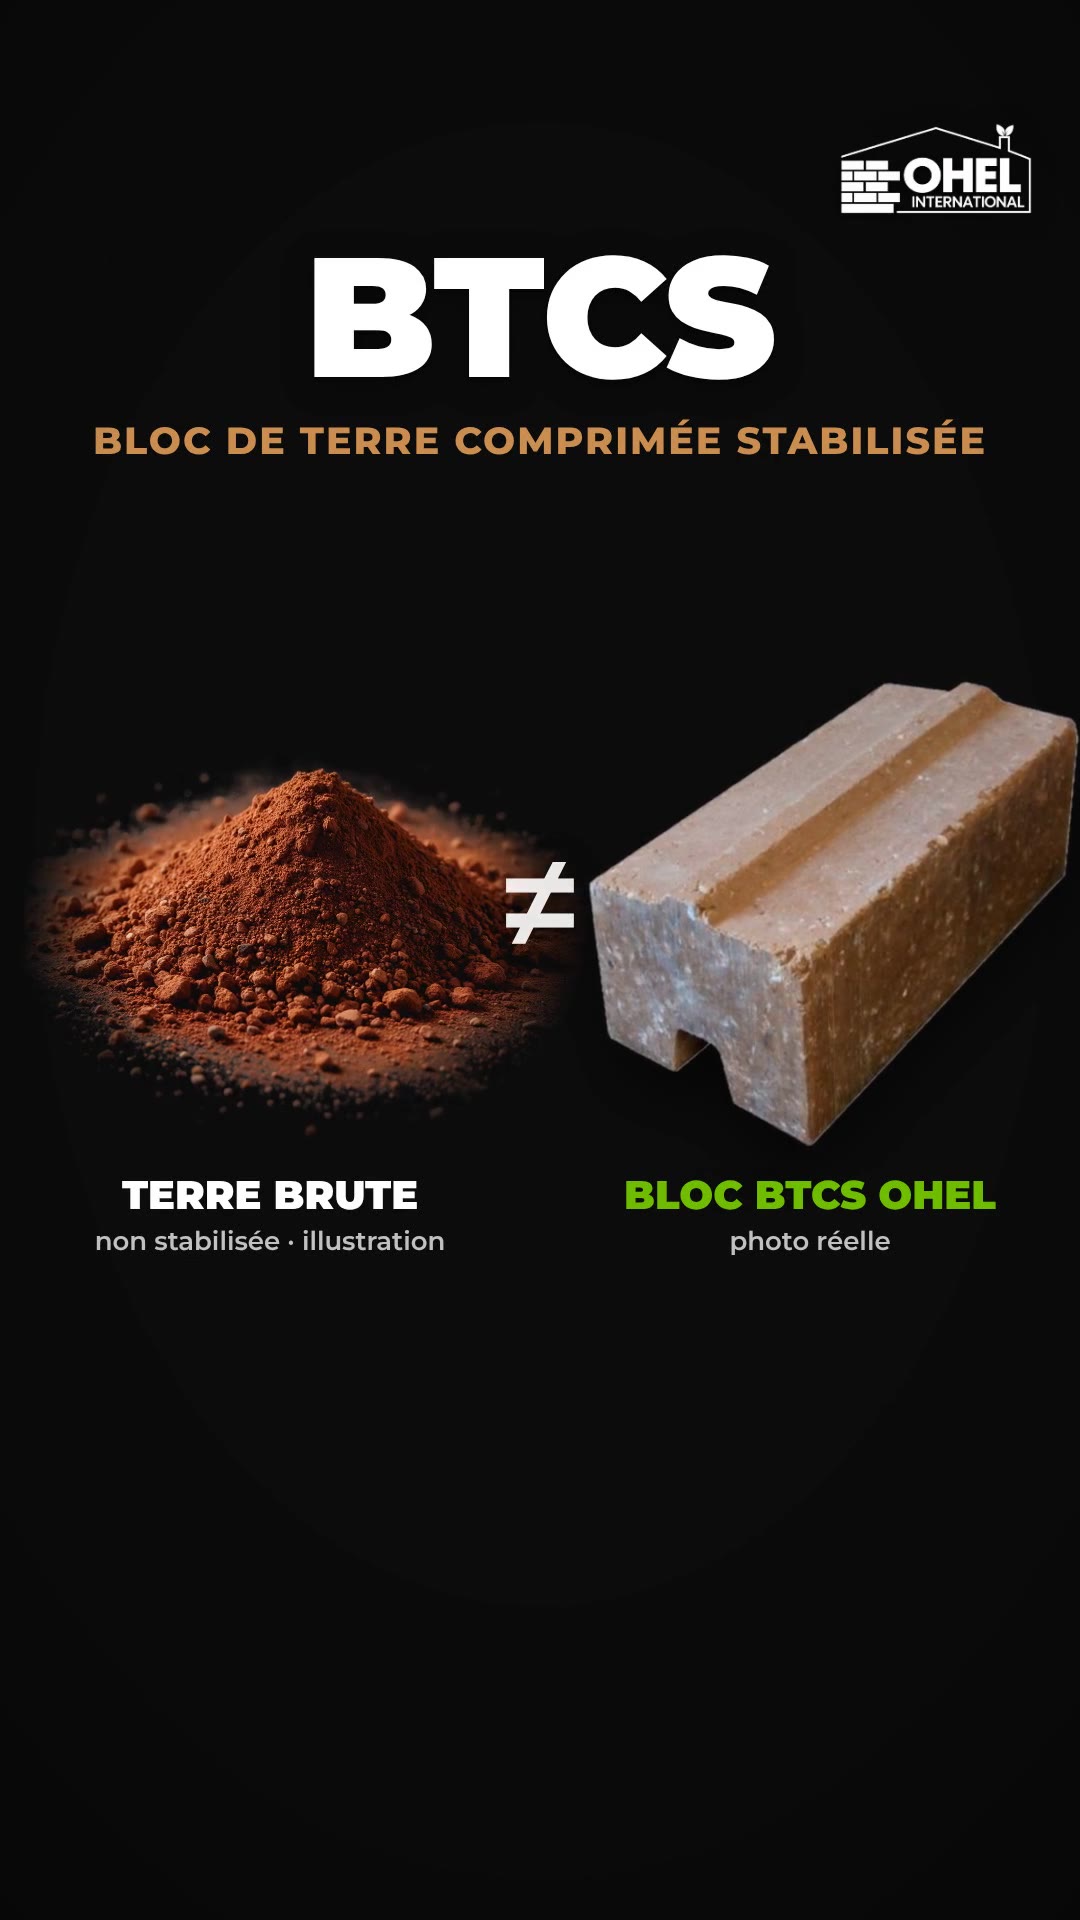 OHEL
INTERNATIONAL
BTCS
BLOC DE TERRE COMPRIMÉE STABILISÉE
≠
TERRE BRUTE
non stabilisée · illustration
BLOC BTCS OHEL
photo réelle